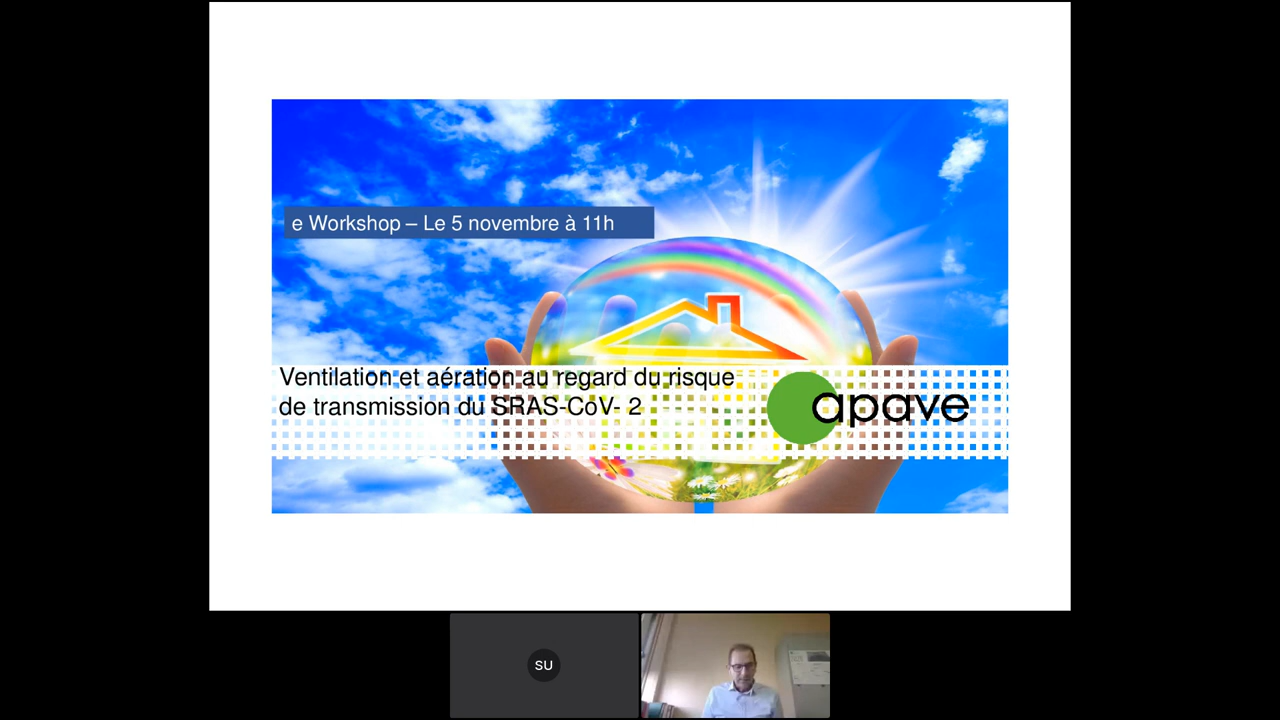 e Workshop – Le 5 novembre à 11h
Ventilation et aération au regard du risque
de transmission du SRAS-CoV- 2
apave
SU